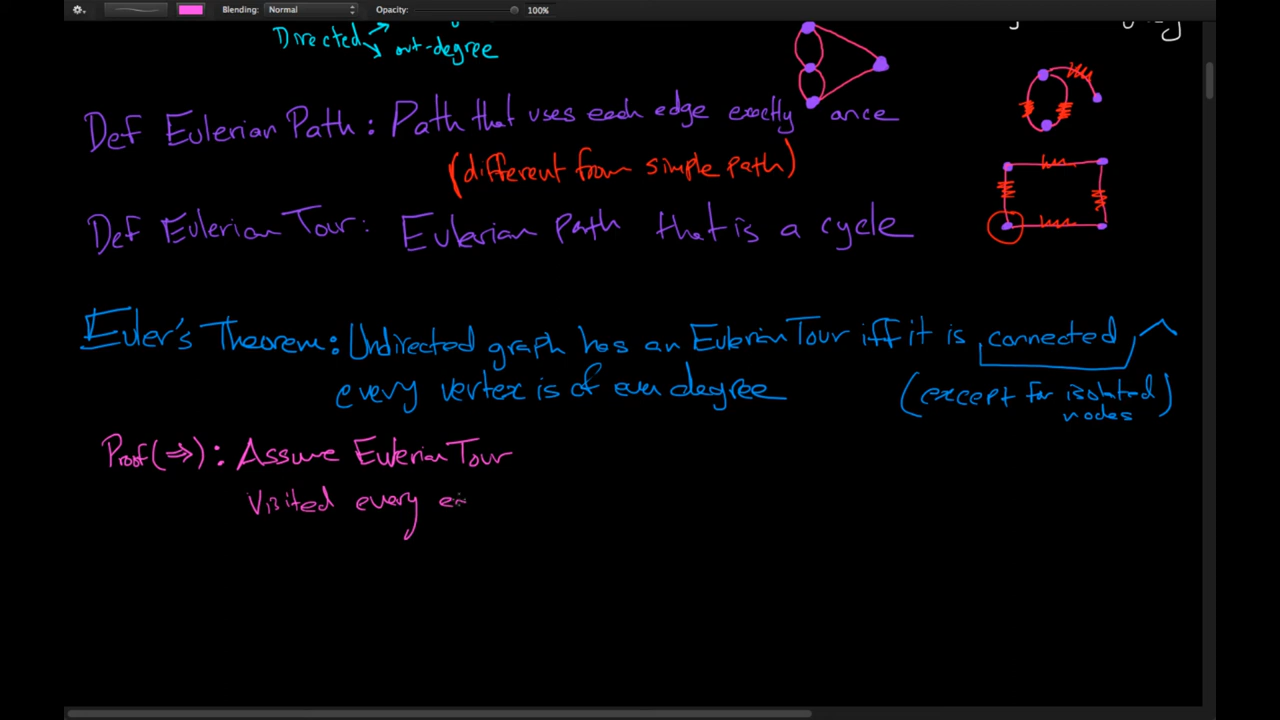 Blending: Normal Opacity: 100%
Directed
out-degree
Def Eulerian Path: Path that uses each edge exactly once
(different from simple path)
Def Eulerian Tour: Eulerian Path that is a cycle
Euler's Theorem: Undirected graph has an Eulerian Tour iff it is connected ∧
every vertex is of even degree (except for isolated
nodes)
Proof (⇒): Assume Eulerian Tour
Visited every